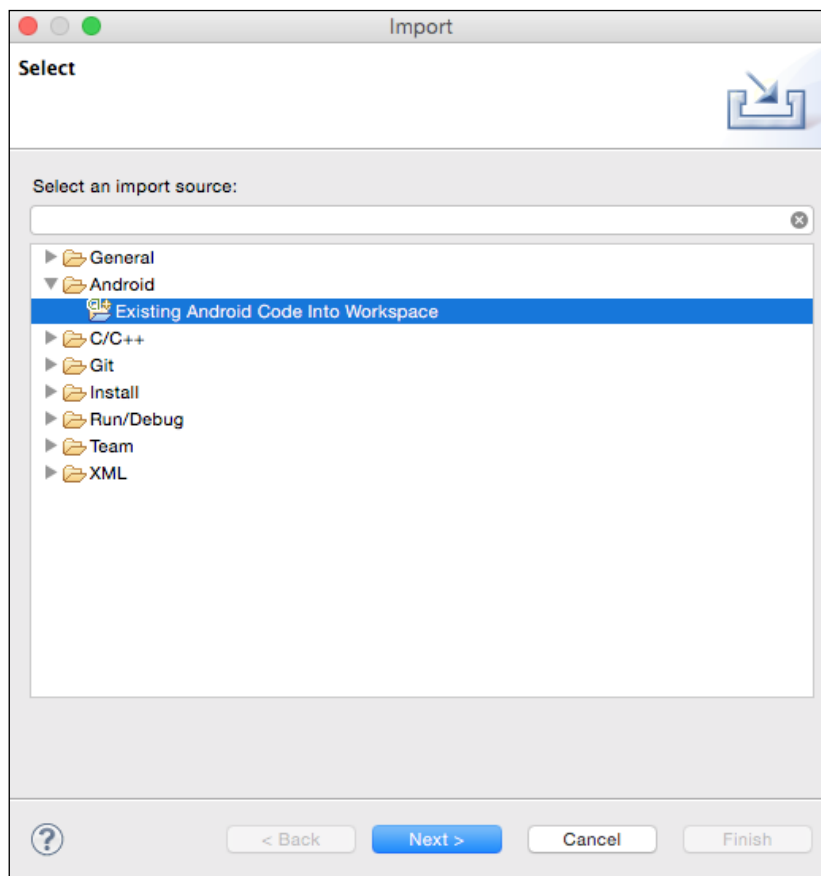 Import
Select
Select an import source:
General
Android
Existing Android Code Into Workspace
C/C++
Git
Install
Run/Debug
Team
XML
?
< Back
Next >
Cancel
Finish